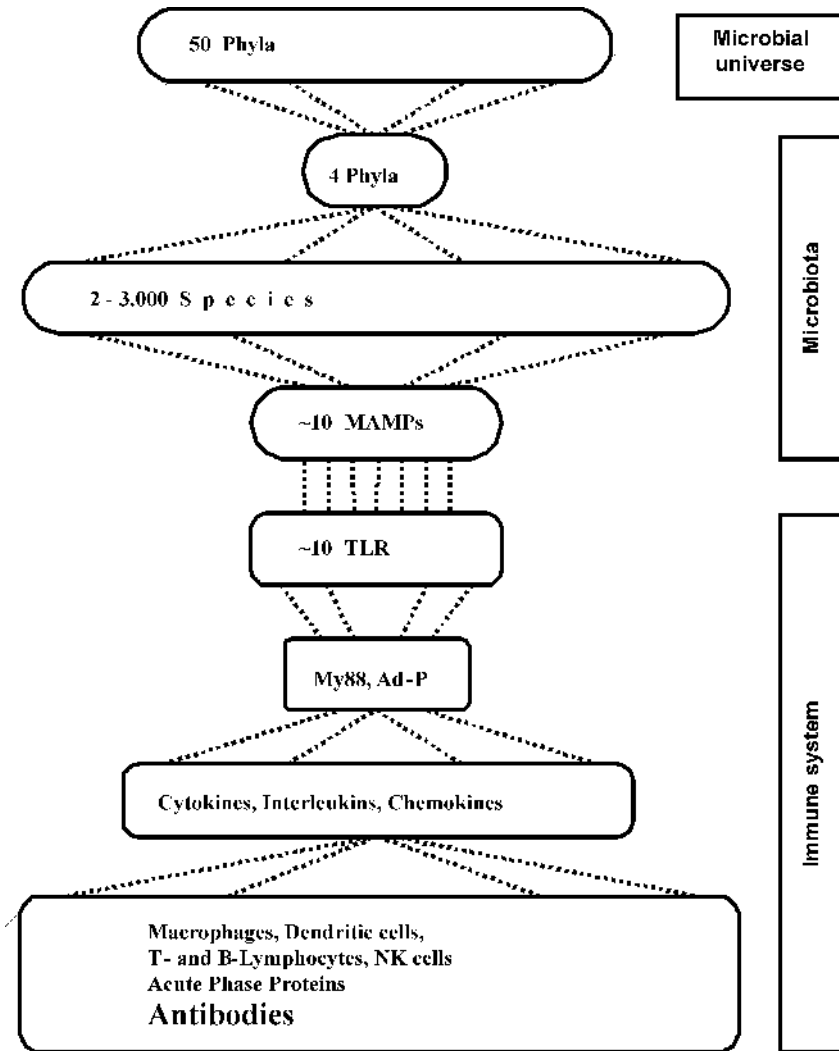 50 Phyla
Microbial
universe
4 Phyla
2 - 3.000 S p e c i e s
Microbiota
~10 MAMPs
~10 TLR
My88, Ad-P
Cytokines, Interleukins, Chemokines
Immune system
Macrophages, Dendritic cells,
T- and B-Lymphocytes, NK cells
Acute Phase Proteins
Antibodies